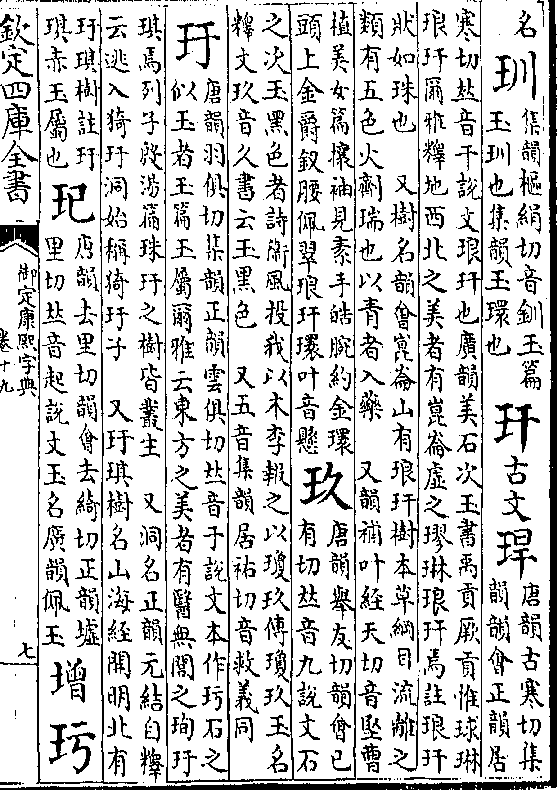 名
玔
集韻樞絹切音釧玉篇
玉玔也集韻玉環也
玕古文
唐韻古寒切集
韻韻會正韻居
寒切𠀤音干說文琅玕也廣韻美石次玉書禹貢厥貢惟球琳
琅玕爾雅釋地西北之美者有崑崙虛之璆琳琅玕焉註琅玕
狀如珠也 又樹名韻會崑崙山有琅玕樹本草綱目流離之
類有五色火劑瑞也以青者入藥 又韻補叶經天切音堅曹
植美女篇攘袖見素手皓腕約金環
頭上金爵釵腰佩翠琅玕環叶音懸
玖
唐韻舉友切韻會已
有切𠀤音九說文石
之次玉黑色者詩衞風投我以木李報之以瓊玖傳瓊玖玉名
釋文玖音久書云玉黑色 又五音集韻居祐切音救義同
玗
唐韻羽俱切集韻正韻雲俱切𠀤音于說文本作㺮石之
似玉者玉篇玉屬爾雅云東方之美者有醫無閭之珣玗
琪焉列子殷湯篇珠玗之樹皆叢生 又洞名正韻元結自釋
云逃入猗玗洞始稱猗玗子 又玗琪樹名山海經開明北有
玗琪樹註玗
琪赤玉屬也
玘
唐韻去里切韻會去綺切正韻墟
里切𠀤音起說文玉名廣韻佩玉
增
欽定四庫全書
御定康熙字典
卷十九
七